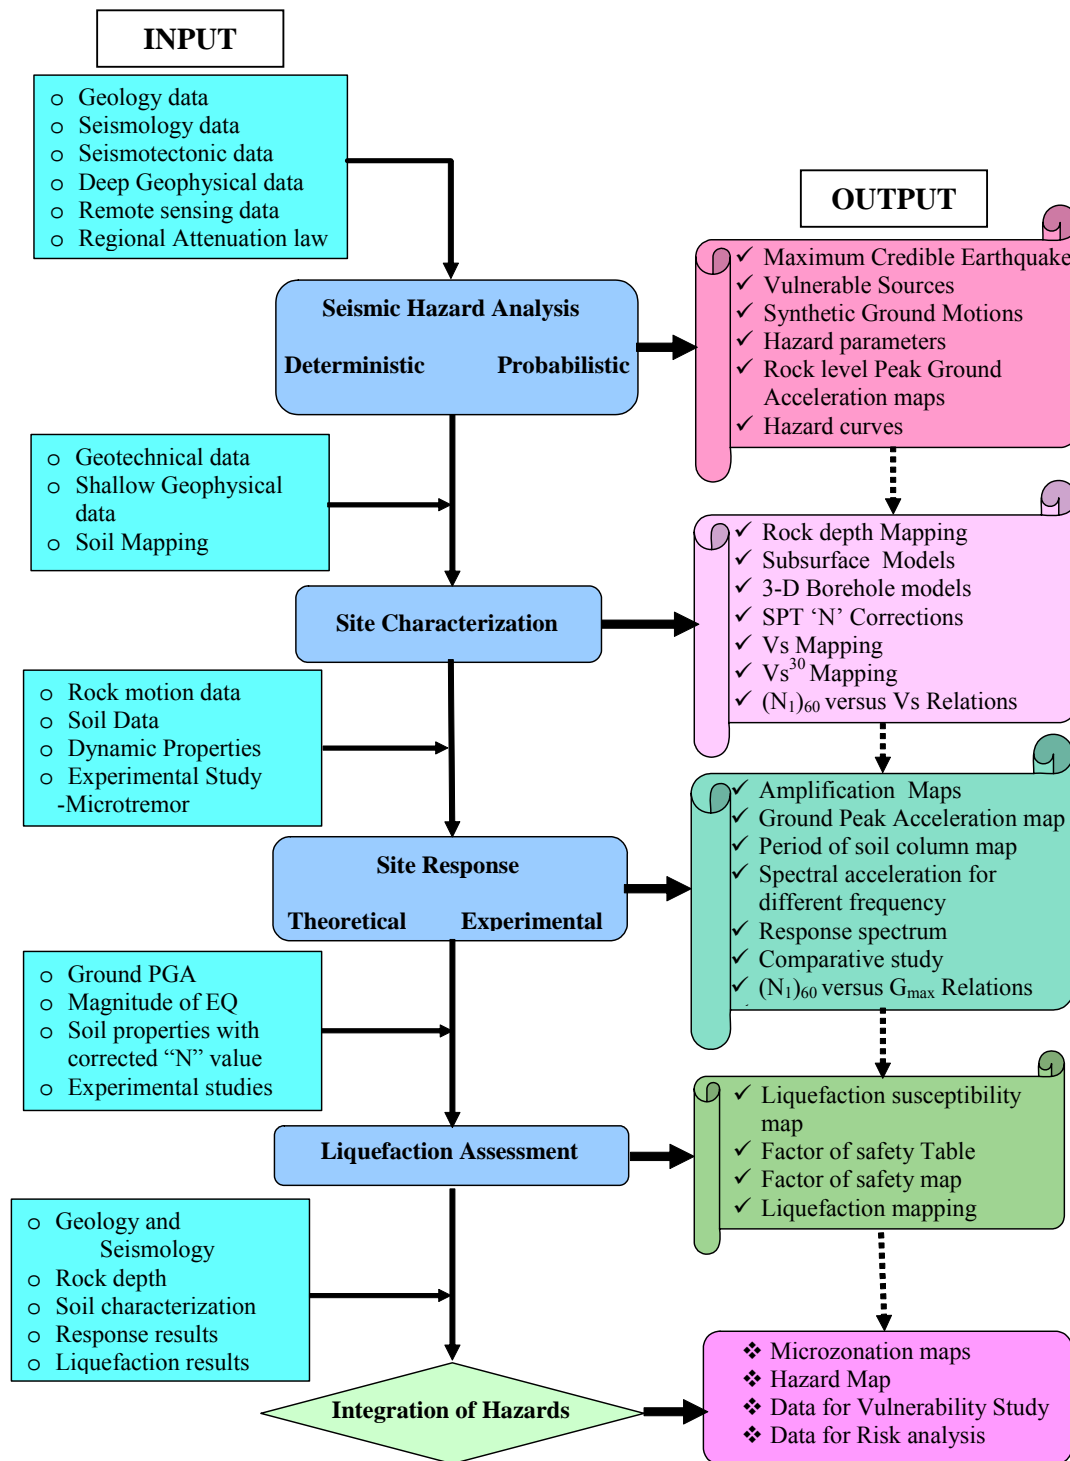 INPUT
Geology data
Seismology data
Seismotectonic data
Deep Geophysical data
Remote sensing data
Regional Attenuation law
OUTPUT
Seismic Hazard Analysis
Deterministic Probabilistic
Maximum Credible Earthquake
Vulnerable Sources
Synthetic Ground Motions
Hazard parameters
Rock level Peak Ground
Acceleration maps
Hazard curves
Geotechnical data
Shallow Geophysical
data
Soil Mapping
Site Characterization
Rock depth Mapping
Subsurface Models
3-D Borehole models
SPT ‘N’ Corrections
Vs Mapping
Vs³⁰ Mapping
(N₁)₆₀ versus Vs Relations
Rock motion data
Soil Data
Dynamic Properties
Experimental Study
-Microtremor
Site Response
Theoretical Experimental
Amplification Maps
Ground Peak Acceleration map
Period of soil column map
Spectral acceleration for
different frequency
Response spectrum
Comparative study
(N₁)₆₀ versus Gmax Relations
Ground PGA
Magnitude of EQ
Soil properties with
corrected “N” value
Experimental studies
Liquefaction Assessment
Liquefaction susceptibility
map
Factor of safety Table
Factor of safety map
Liquefaction mapping
Geology and
Seismology
Rock depth
Soil characterization
Response results
Liquefaction results
Integration of Hazards
Microzonation maps
Hazard Map
Data for Vulnerability Study
Data for Risk analysis